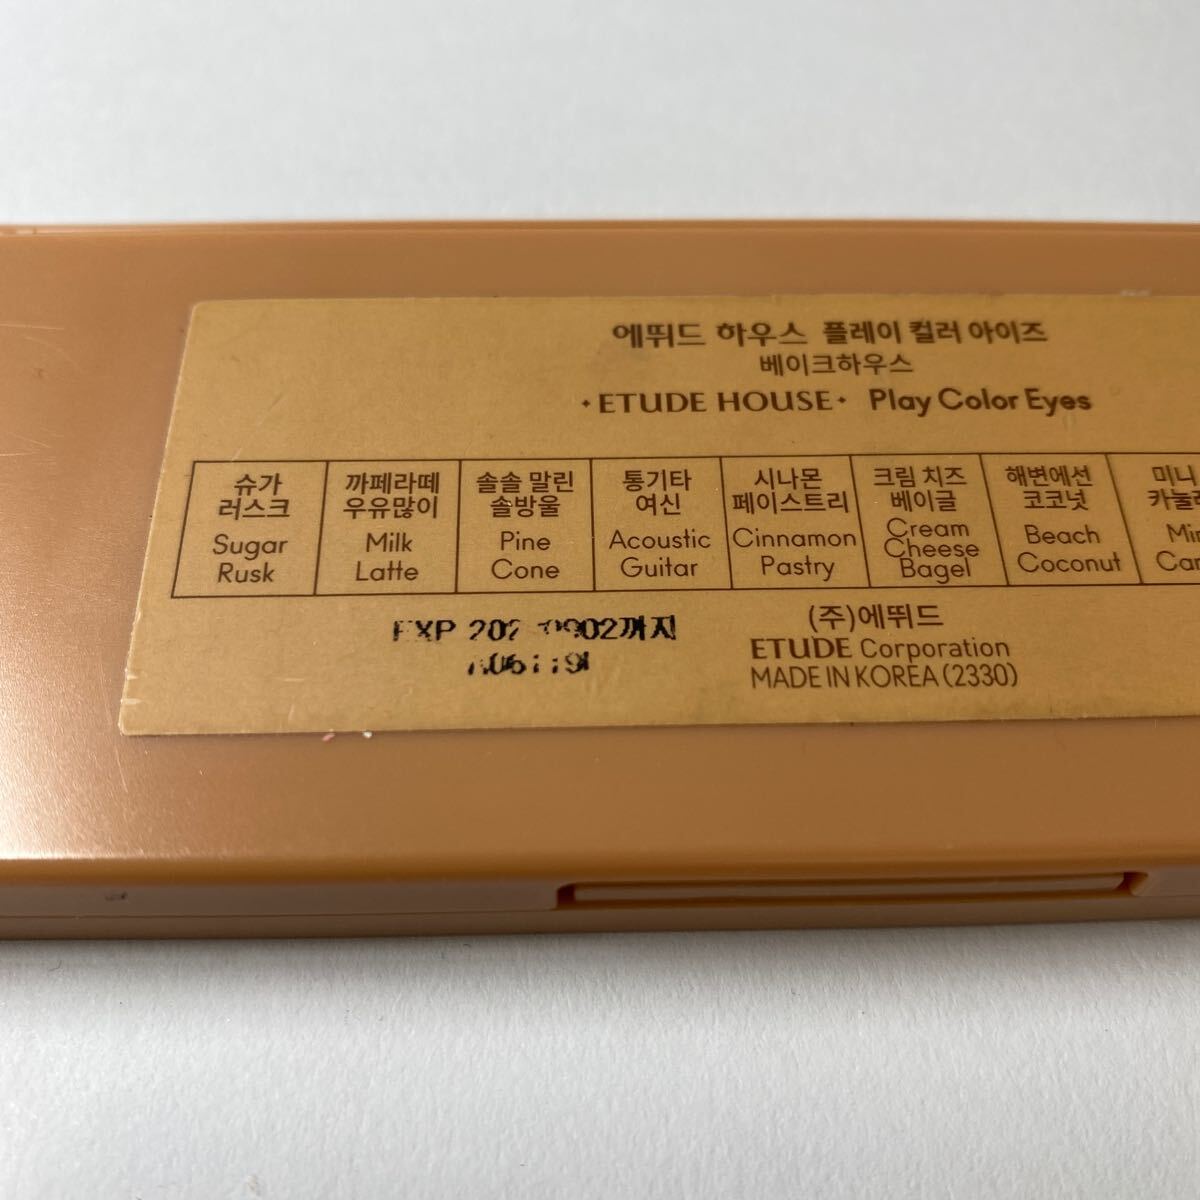 에뛰드 하우스 플레이 컬러 아이즈
베이크하우스
ETUDE HOUSE Play Color Eyes
슈가
러스크
Sugar
Rusk
까페라떼
우유많이
Milk
Latte
솔솔 말린
솔방울
Pine
Cone
통기타
여신
Acoustic
Guitar
시나몬
페이스트리
Cinnamon
Pastry
크림 치즈
베이글
Cream
Cheese
Bagel
해변에선
코코넛
Beach
Coconut
미니
EXP
(주)에뛰드
ETUDE Corporation
MADE IN KOREA (2330)